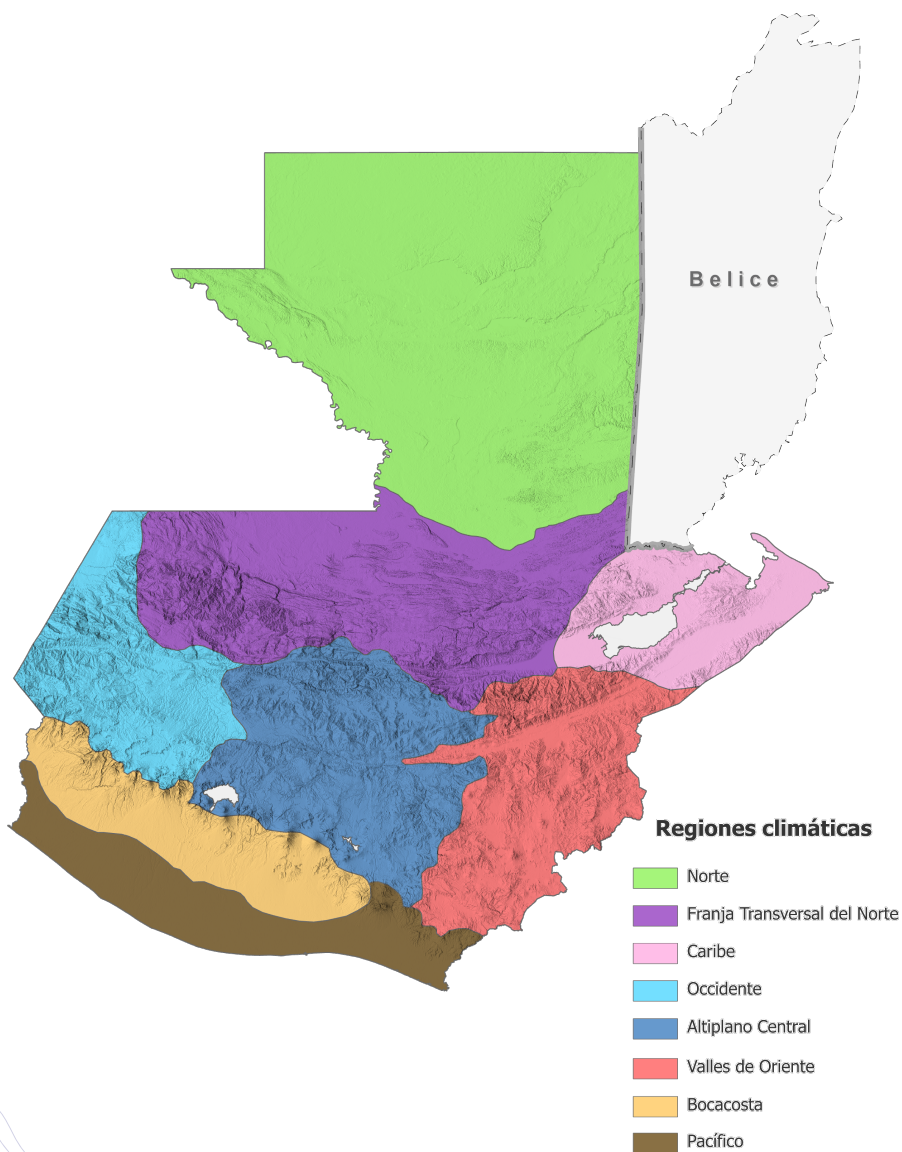 Belice
Regiones climáticas
Norte
Franja Transversal del Norte
Caribe
Occidente
Altiplano Central
Valles de Oriente
Bocacosta
Pacífico